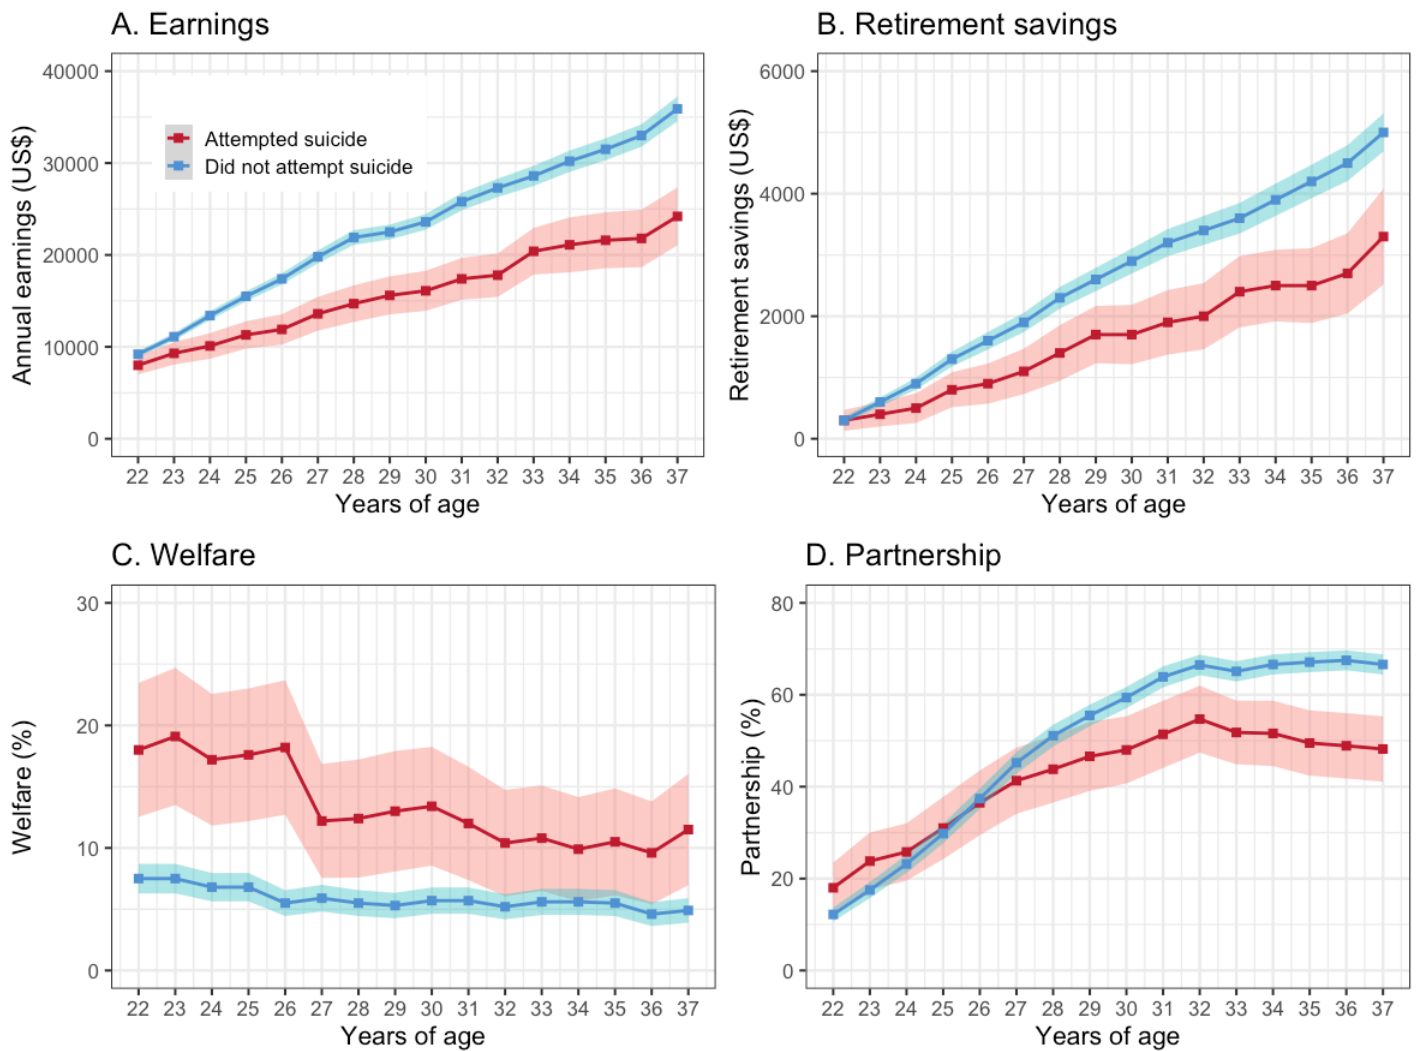 A. Earnings
Annual earnings (US$)
40000
30000
20000
10000
0
Attempted suicide
Did not attempt suicide
22 23 24 25 26 27 28 29 30 31 32 33 34 35 36 37
Years of age
B. Retirement savings
Retirement savings (US$)
6000
4000
2000
0
22 23 24 25 26 27 28 29 30 31 32 33 34 35 36 37
Years of age
C. Welfare
Welfare (%)
30
20
10
0
22 23 24 25 26 27 28 29 30 31 32 33 34 35 36 37
Years of age
D. Partnership
Partnership (%)
80
60
40
20
0
22 23 24 25 26 27 28 29 30 31 32 33 34 35 36 37
Years of age